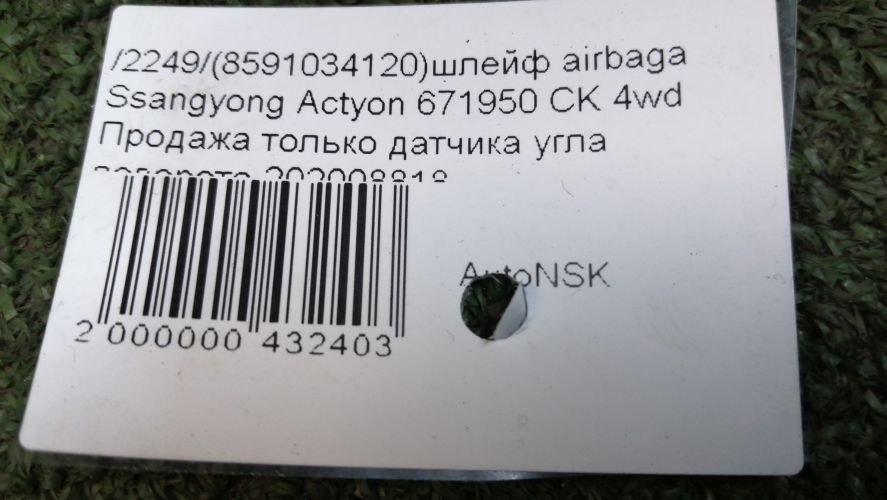 /2249/(8591034120)шлейф airbaga
Ssangyong Actyon 671950 CK 4wd
Продажа только датчика угла
AutoNSK
2 000000 432403